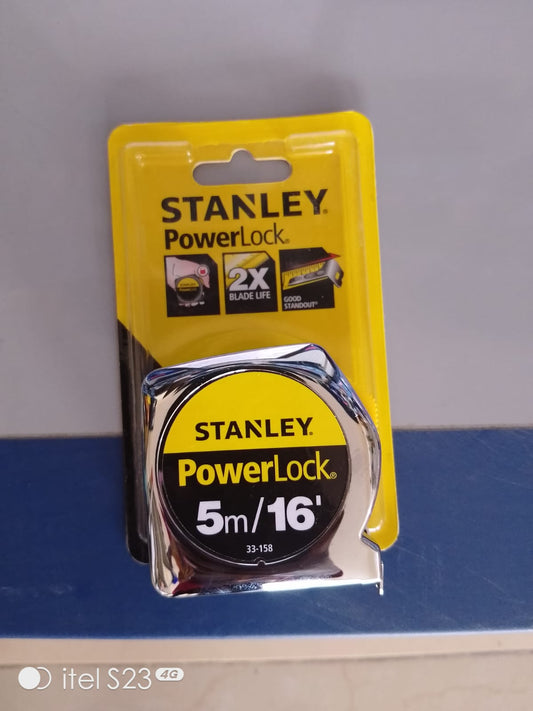 STANLEY®
PowerLock®
2X
BLADE LIFE
GOOD
STANDOUT®
STANLEY®
PowerLock®
5m/16'
33-158
itel S23 4G